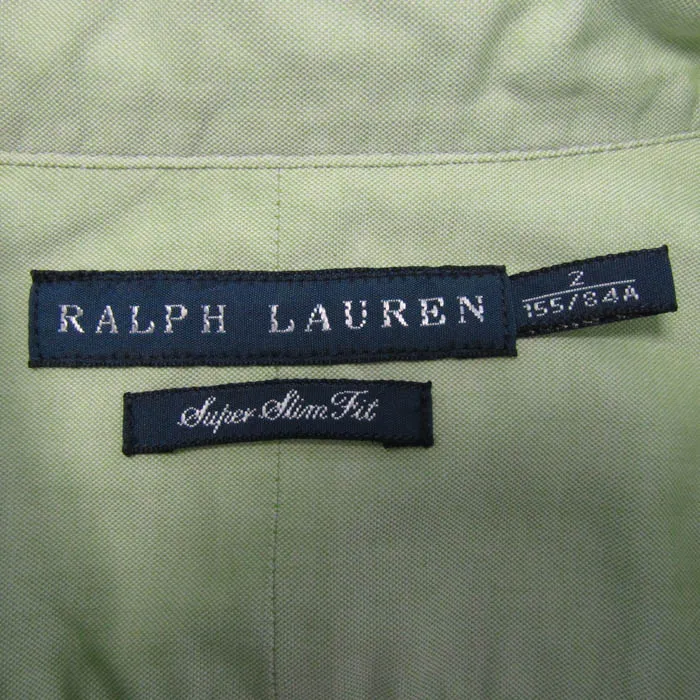 RALPH LAUREN
2
155/84A
Super Slim Fit